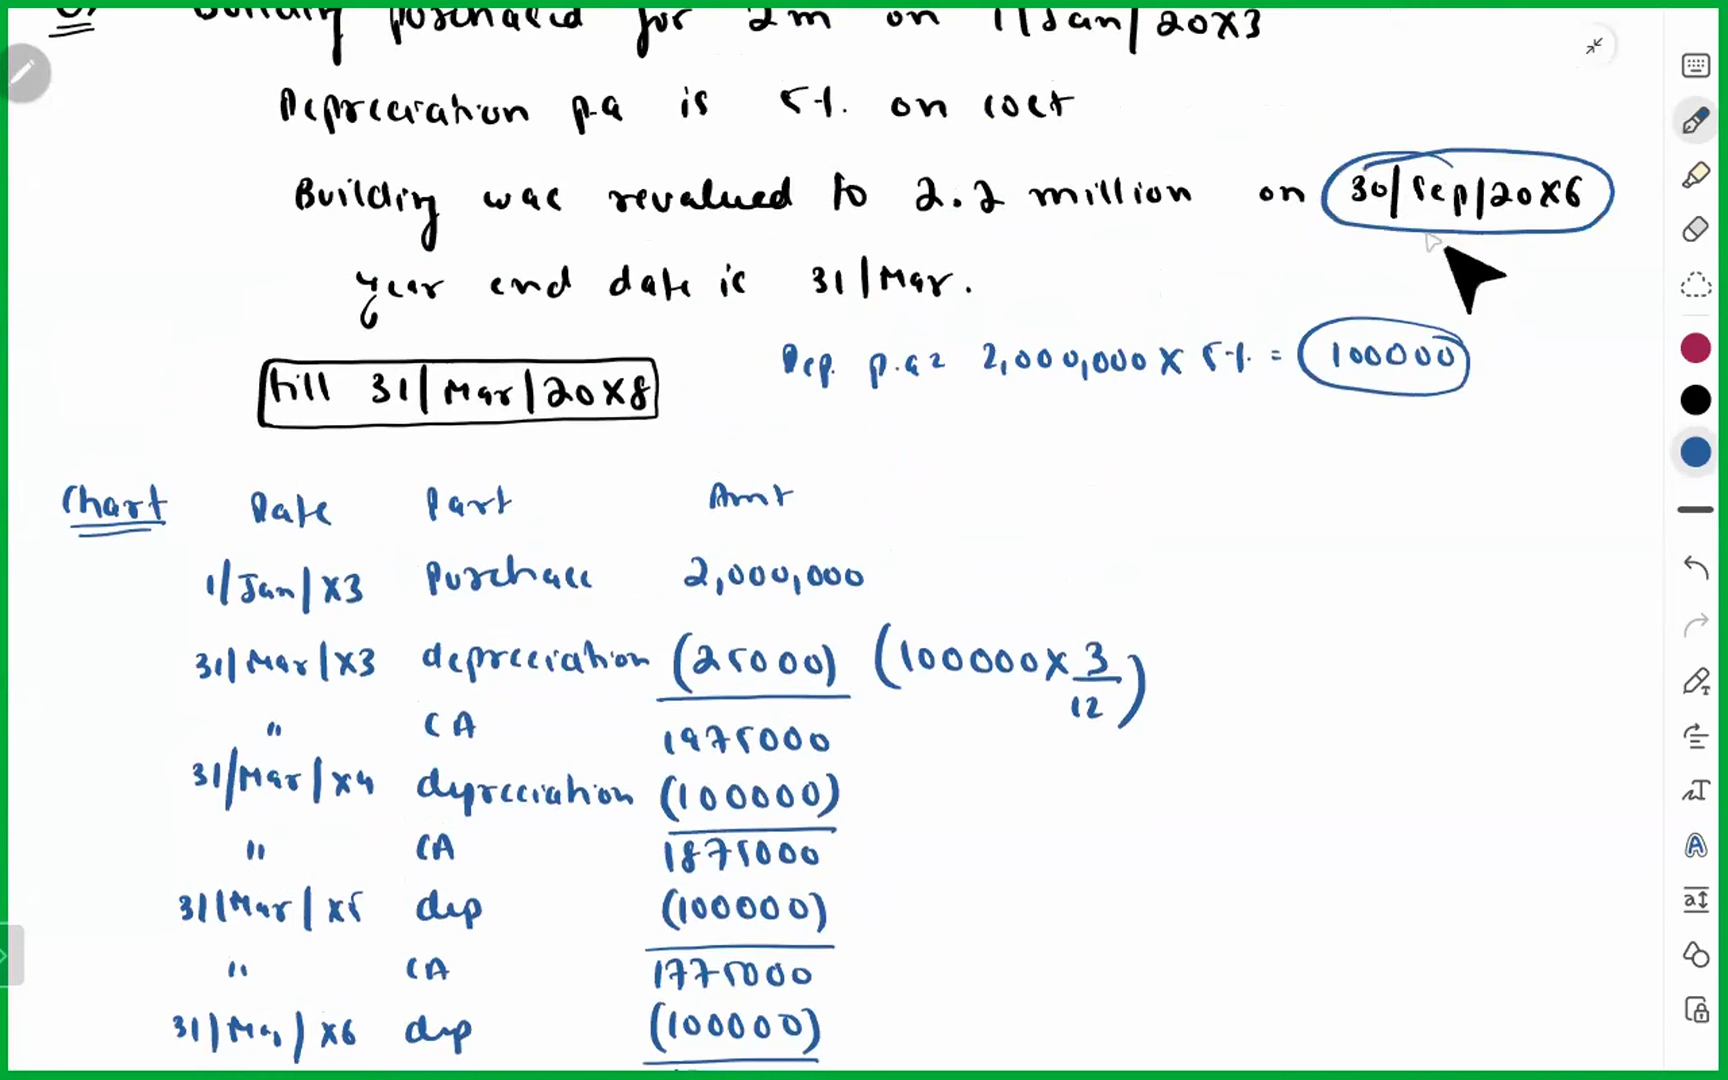 Building purchased for 2m on 1/Jan/20X3
Depreciation p.a is 5%. on cost
Building was revalued to 2.2 million on 30/Sep/20X6
year end date is 31/Mar.
till 31/Mar/20X8
Dep. p.a = 2,000,000 X 5%. = 100000
Chart Date Part Amt
1/Jan/X3 Purchase 2,000,000
31/Mar/X3 depreciation (25000) (100000 X 3/12)
" CA 1975000
31/Mar/X4 depreciation (100000)
" CA 1875000
31/Mar/X5 dep (100000)
" CA 1775000
31/Mar/X6 dep (100000)